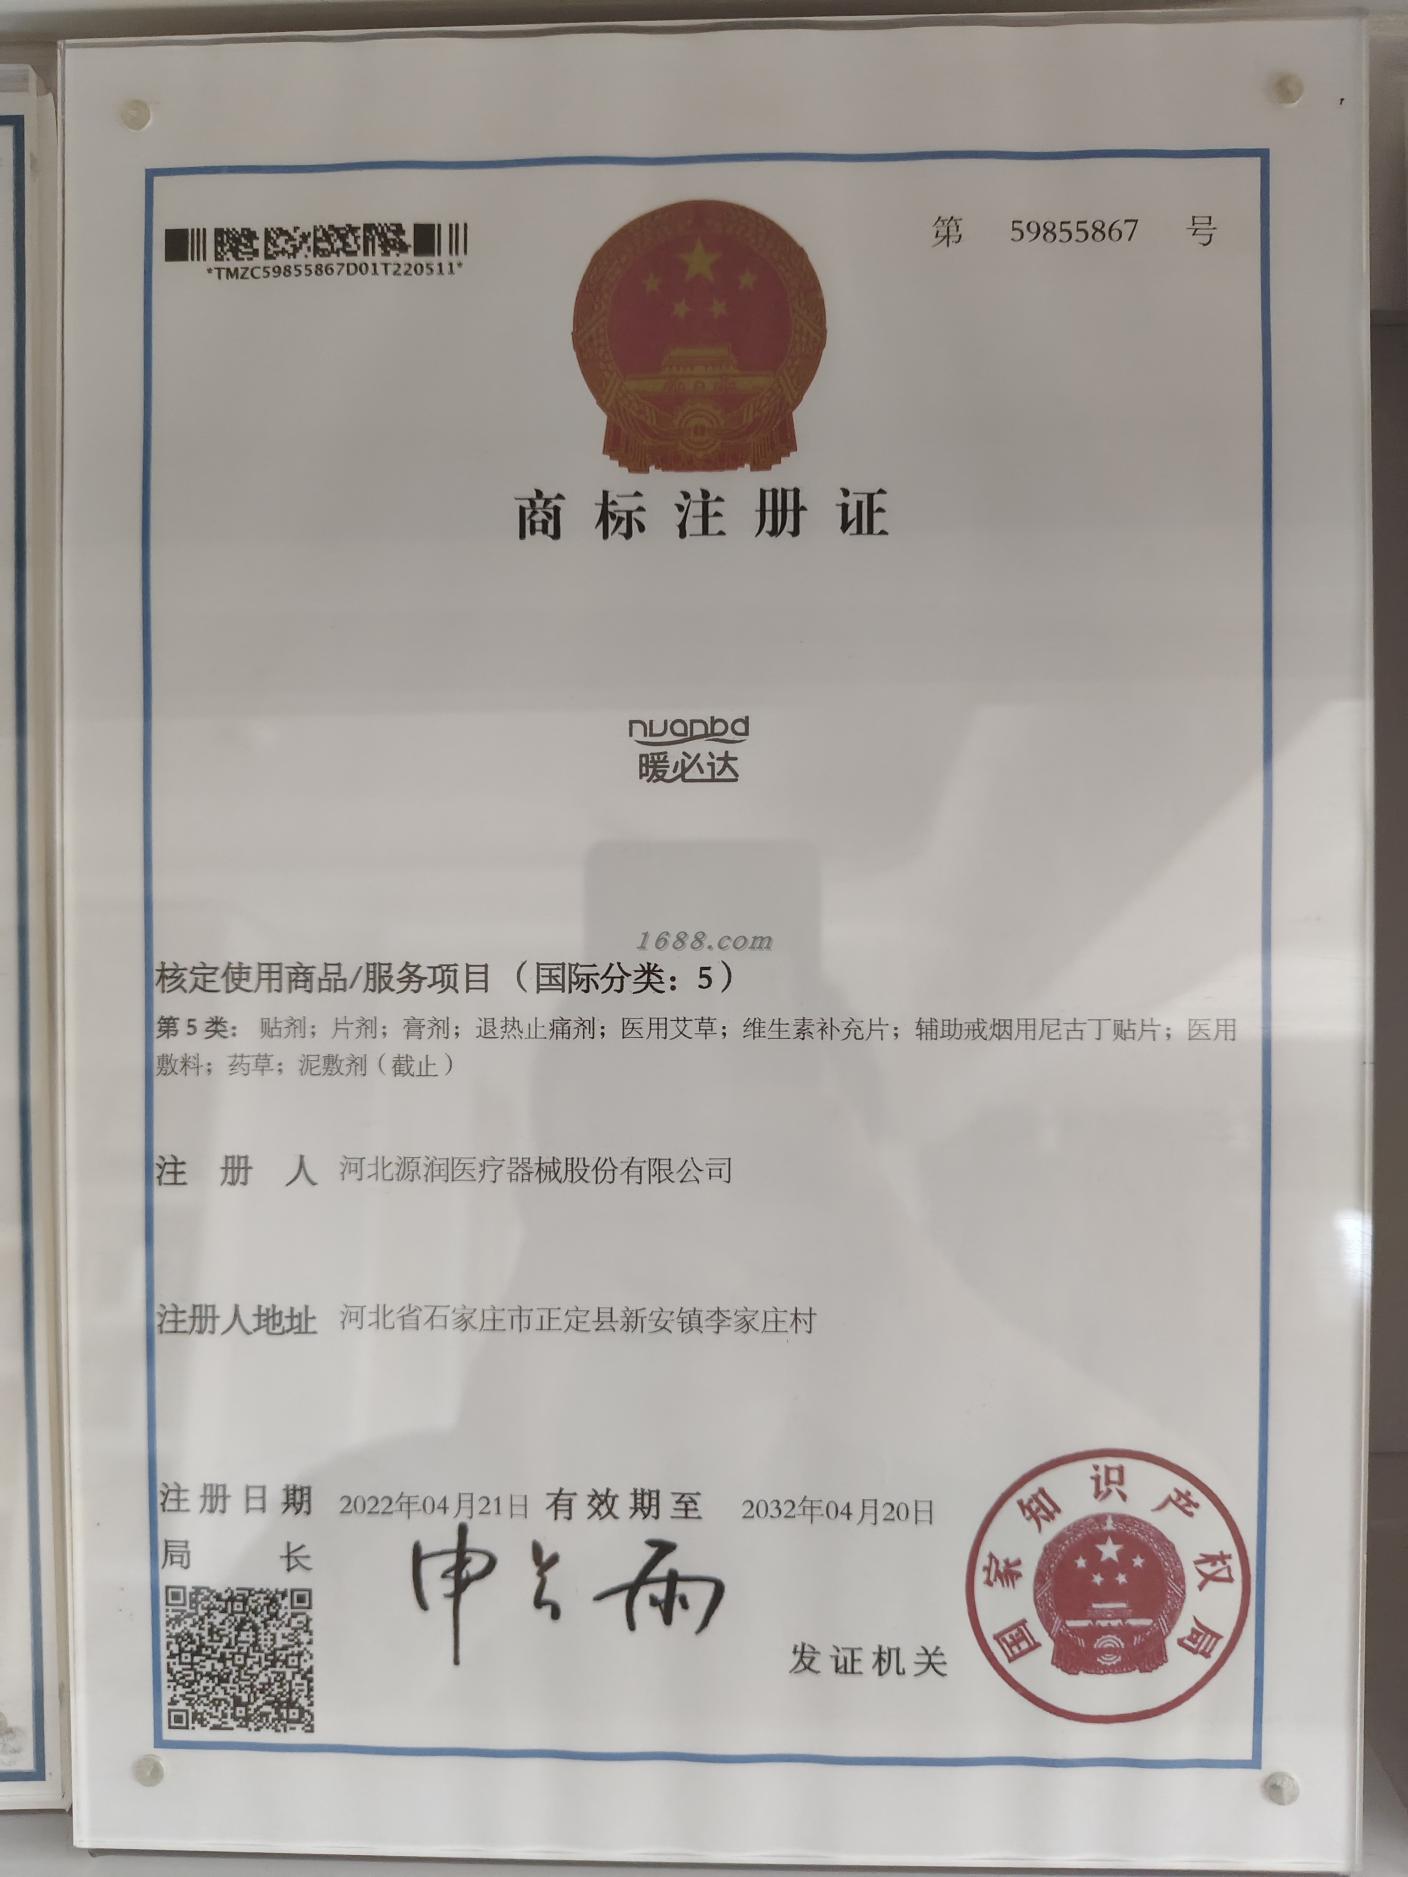 第 59855867 号
*TMZC59855867D01T220511*
商标注册证
nuanbd
暖必达
1688.com
核定使用商品/服务项目（国际分类：5）
第5类：贴剂；片剂；膏剂；退热止痛剂；医用艾草；维生素补充片；辅助戒烟用尼古丁贴片；医用
敷料；药草；泥敷剂（截止）
注册人 河北源润医疗器械股份有限公司
注册人地址 河北省石家庄市正定县新安镇李家庄村
注册日期 2022年04月21日 有效期至 2032年04月20日
局长 申长雨
发证机关
国家知识产权局